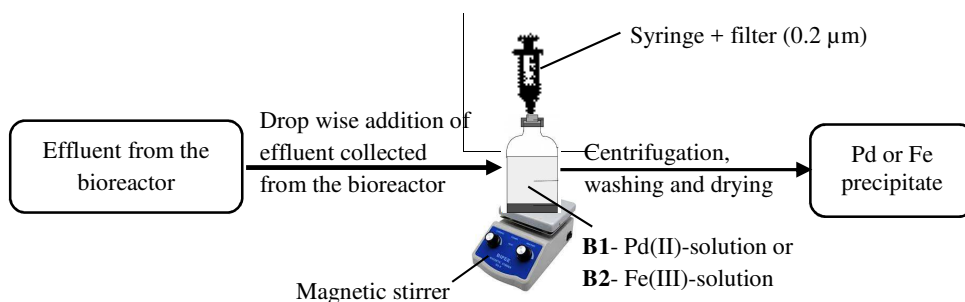 Syringe + filter (0.2 µm)
Effluent from the
bioreactor
Drop wise addition of
effluent collected
from the bioreactor
Centrifugation,
washing and drying
Pd or Fe
precipitate
B1- Pd(II)-solution or
B2- Fe(III)-solution
Magnetic stirrer